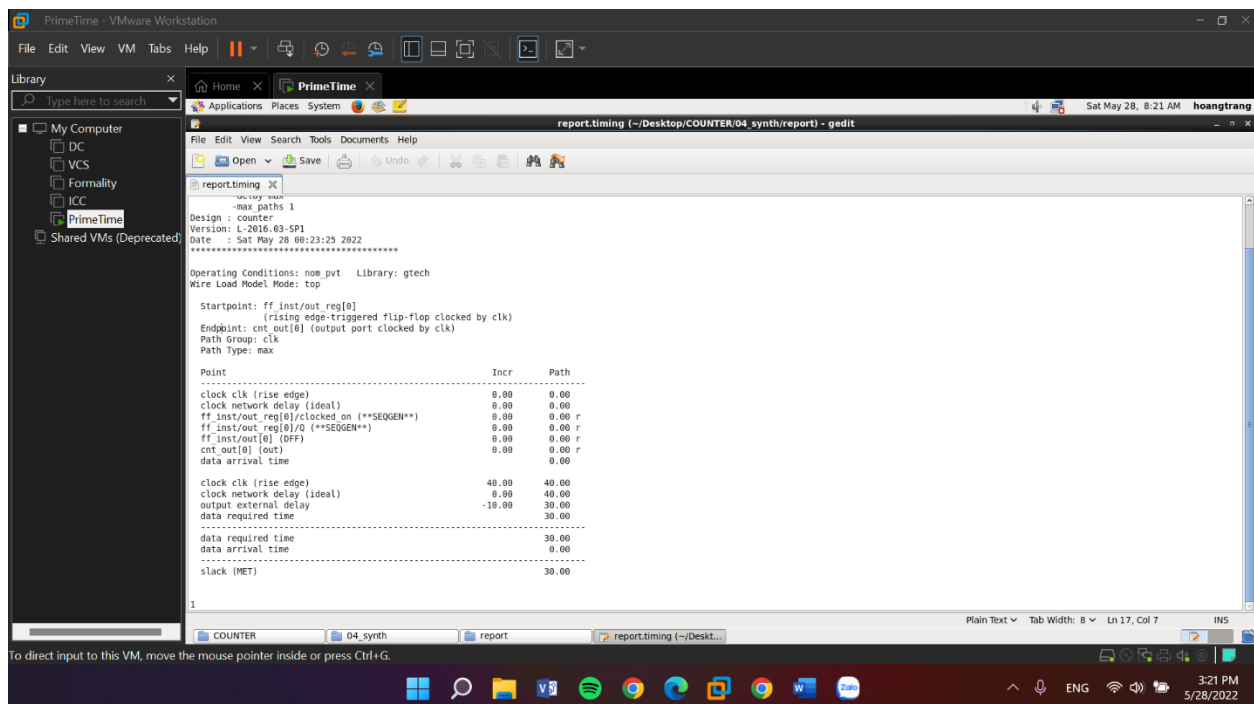 PrimeTime - VMware Workstation
File Edit View VM Tabs Help
Library
Type here to search
My Computer
DC
VCS
Formality
ICC
PrimeTime
Shared VMs (Deprecated)
Home PrimeTime
Applications Places System Sat May 28, 8:21 AM hoangtrang
report.timing (~/Desktop/COUNTER/04_synth/report) - gedit
File Edit View Search Tools Documents Help
Open Save Undo
report.timing
-delay max
-max_paths 1
Design : counter
Version: L-2016.03-SP1
Date : Sat May 28 00:23:25 2022
****************************************
Operating Conditions: nom_pvt Library: gtech
Wire Load Model Mode: top
Startpoint: ff_inst/out_reg[0]
(rising edge-triggered flip-flop clocked by clk)
Endpoint: cnt_out[0] (output port clocked by clk)
Path Group: clk
Path Type: max
Point Incr Path
clock clk (rise edge) 0.00 0.00
clock network delay (ideal) 0.00 0.00
ff_inst/out_reg[0]/clocked_on (**SEQGEN**) 0.00 0.00 r
ff_inst/out_reg[0]/Q (**SEQGEN**) 0.00 0.00 r
ff_inst/out[0] (DFF) 0.00 0.00 r
cnt_out[0] (out) 0.00 0.00 r
data arrival time 0.00
clock clk (rise edge) 40.00 40.00
clock network delay (ideal) 0.00 40.00
output external delay -10.00 30.00
data required time 30.00
data required time 30.00
data arrival time 0.00
slack (MET) 30.00
1
Plain Text Tab Width: 8 Ln 17, Col 7 INS
COUNTER 04_synth report report.timing (~/Deskt...
To direct input to this VM, move the mouse pointer inside or press Ctrl+G.
Zalo
ENG
3:21 PM
5/28/2022